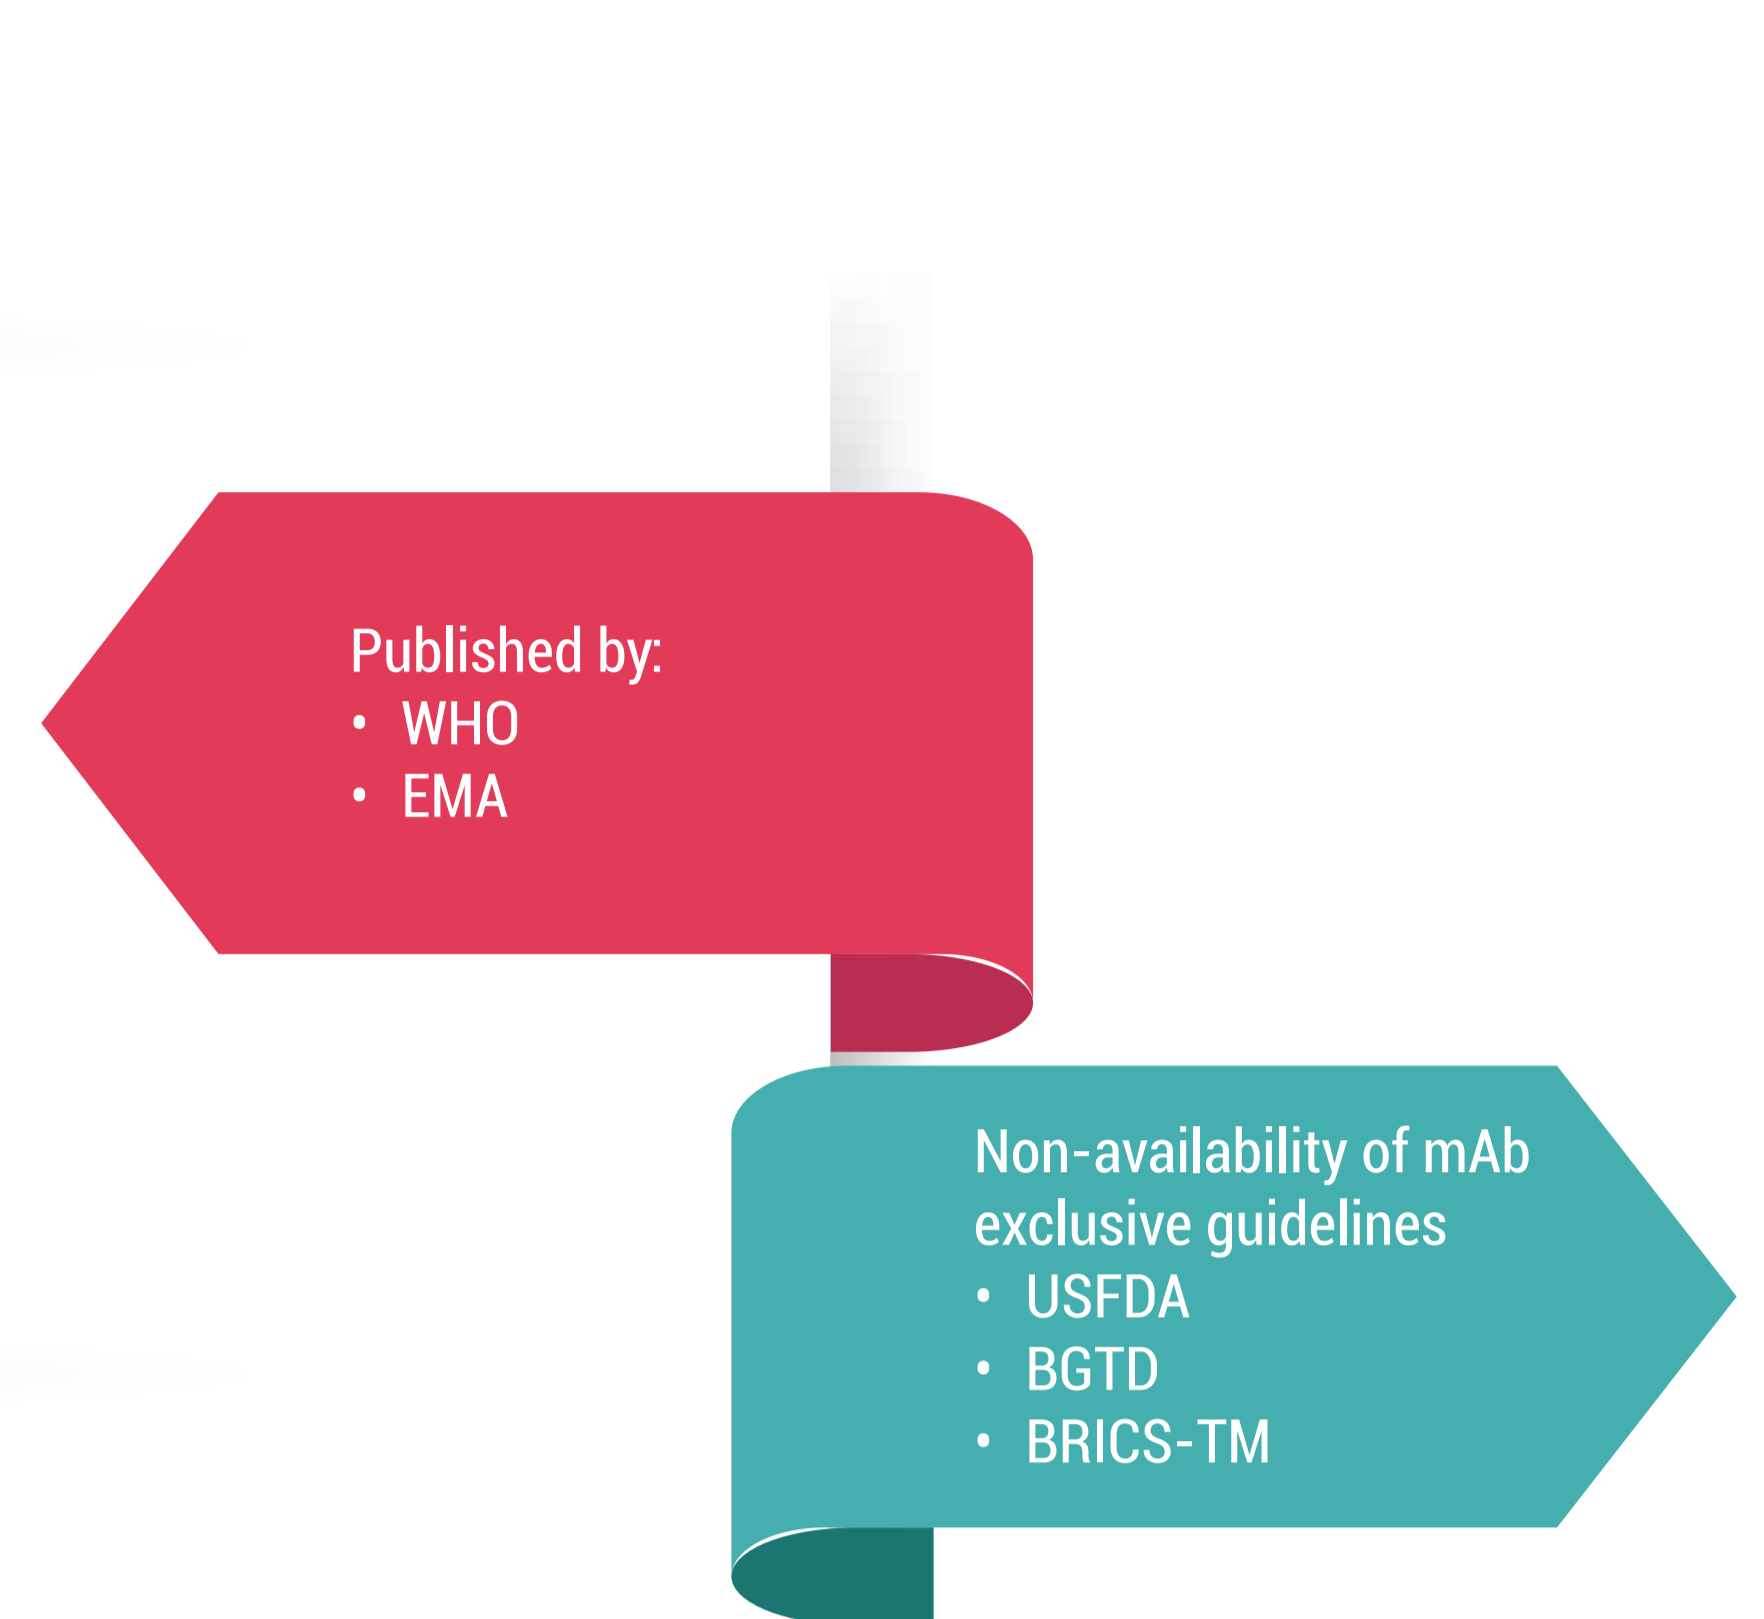 Published by:
• WHO
• EMA
Non-availability of mAb
exclusive guidelines
• USFDA
• BGTD
• BRICS-TM